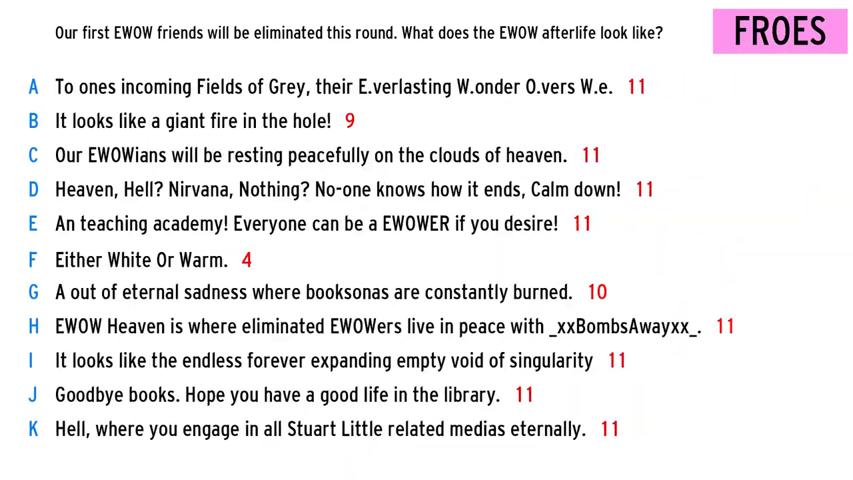 Our first EWOW friends will be eliminated this round. What does the EWOW afterlife look like?
FROES
A To ones incoming Fields of Grey, their E.verlasting W.onder O.vers W.e. 11
B It looks like a giant fire in the hole! 9
C Our EWOWians will be resting peacefully on the clouds of heaven. 11
D Heaven, Hell? Nirvana, Nothing? No-one knows how it ends, Calm down! 11
E An teaching academy! Everyone can be a EWOWER if you desire! 11
F Either White Or Warm. 4
G A out of eternal sadness where booksonas are constantly burned. 10
H EWOW Heaven is where eliminated EWOWers live in peace with _xxBombsAwayxx_. 11
I It looks like the endless forever expanding empty void of singularity 11
J Goodbye books. Hope you have a good life in the library. 11
K Hell, where you engage in all Stuart Little related medias eternally. 11